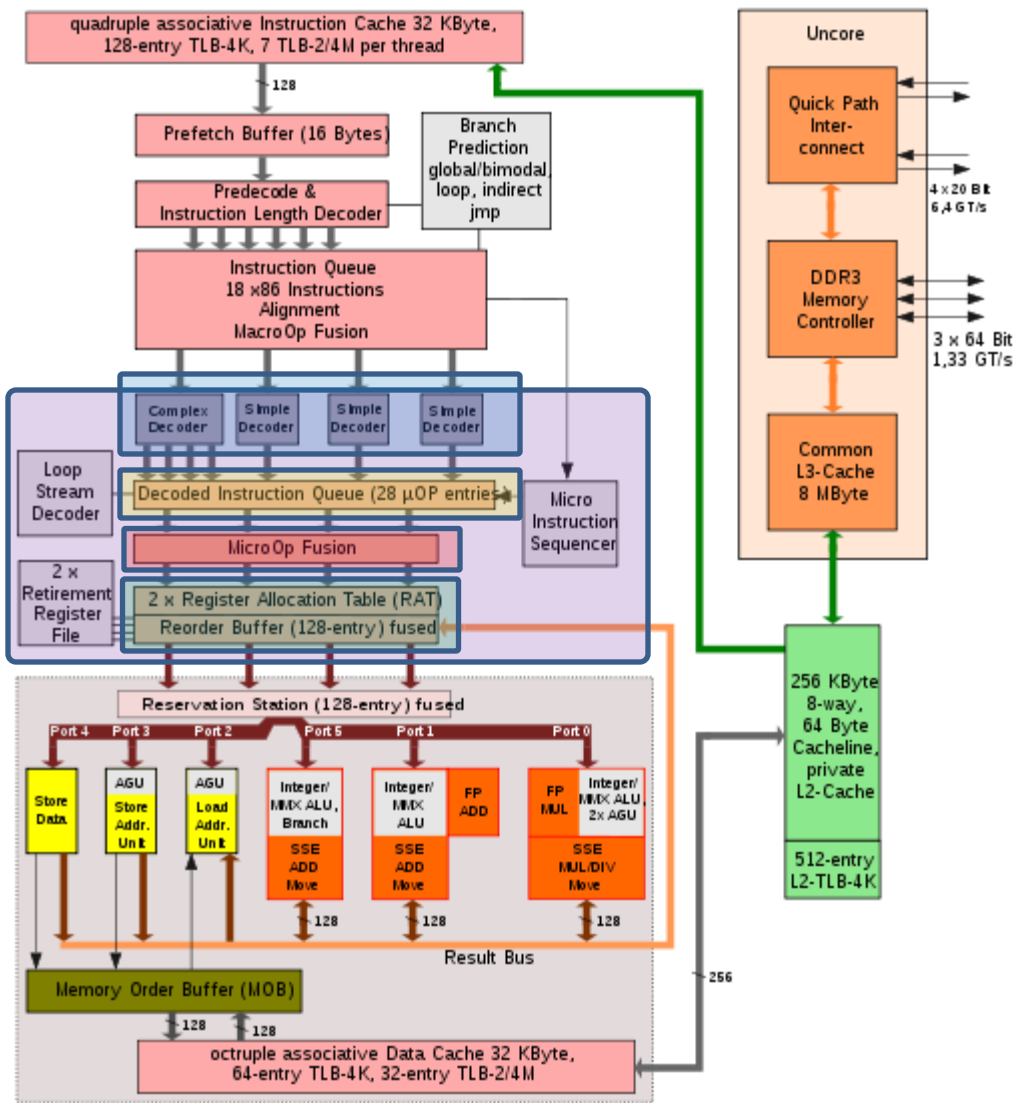 quadruple associative Instruction Cache 32 KByte,
128-entry TLB-4K, 7 TLB-2/4M per thread
128
Prefetch Buffer (16 Bytes)
Predecode &
Instruction Length Decoder
Branch
Prediction
global/bimodal,
loop, indirect
jmp
Instruction Queue
18 x86 Instructions
Alignment
MacroOp Fusion
Complex
Decoder
Simple
Decoder
Simple
Decoder
Simple
Decoder
Loop
Stream
Decoder
Decoded Instruction Queue (28 µOP entries)
Micro
Instruction
Sequencer
MicroOp Fusion
2 x
Retirement
Register
File
2 x Register Allocation Table (RAT)
Reorder Buffer (128-entry) fused
Reservation Station (128-entry) fused
Port 4
Port 3
Port 2
Port 5
Port 1
Port 0
Store
Data
AGU
Store
Addr.
Unit
AGU
Load
Addr.
Unit
Integer/
MMX ALU,
Branch
SSE
ADD
Move
Integer/
MMX
ALU
SSE
ADD
Move
FP
ADD
FP
MUL
Integer/
MMX ALU,
2x AGU
SSE
MUL/DIV
Move
128
128
128
Result Bus
Memory Order Buffer (MOB)
128
128
octruple associative Data Cache 32 KByte,
64-entry TLB-4K, 32-entry TLB-2/4M
256
Uncore
Quick Path
Inter-
connect
4 x 20 Bit
6,4 GT/s
DDR3
Memory
Controller
3 x 64 Bit
1,33 GT/s
Common
L3-Cache
8 MByte
256 KByte
8-way,
64 Byte
Cacheline,
private
L2-Cache
512-entry
L2-TLB-4K